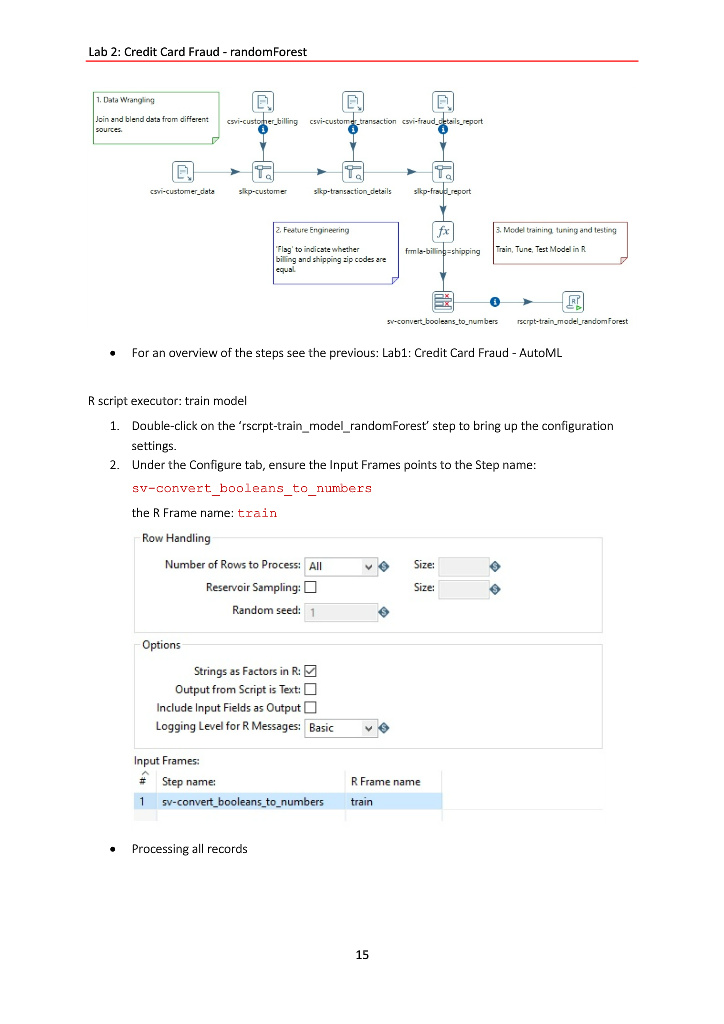 Lab 2: Credit Card Fraud - randomForest
1. Data Wrangling
Join and blend data from different
sources.
csvi-customer_billing
csvi-customer_transaction
csvi-fraud_details_report
csvi-customer_data
slkp-customer
slkp-transaction_details
slkp-fraud_report
2. Feature Engineering
'Flag' to indicate whether
billing and shipping zip codes are
equal.
fx
frmla-billing=shipping
3. Model training, tuning and testing
Train, Tune, Test Model in R
sv-convert_booleans_to_numbers
rscrpt-train_model_randomForest
• For an overview of the steps see the previous: Lab1: Credit Card Fraud - AutoML
R script executor: train model
1. Double-click on the 'rscrpt-train_model_randomForest' step to bring up the configuration
settings.
2. Under the Configure tab, ensure the Input Frames points to the Step name:
sv-convert_booleans_to_numbers
the R Frame name: train
Row Handling
Number of Rows to Process: All Size:
Reservoir Sampling: Size:
Random seed: 1
Options
Strings as Factors in R:
Output from Script is Text:
Include Input Fields as Output
Logging Level for R Messages: Basic
Input Frames:
# Step name: R Frame name
1 sv-convert_booleans_to_numbers train
• Processing all records
15